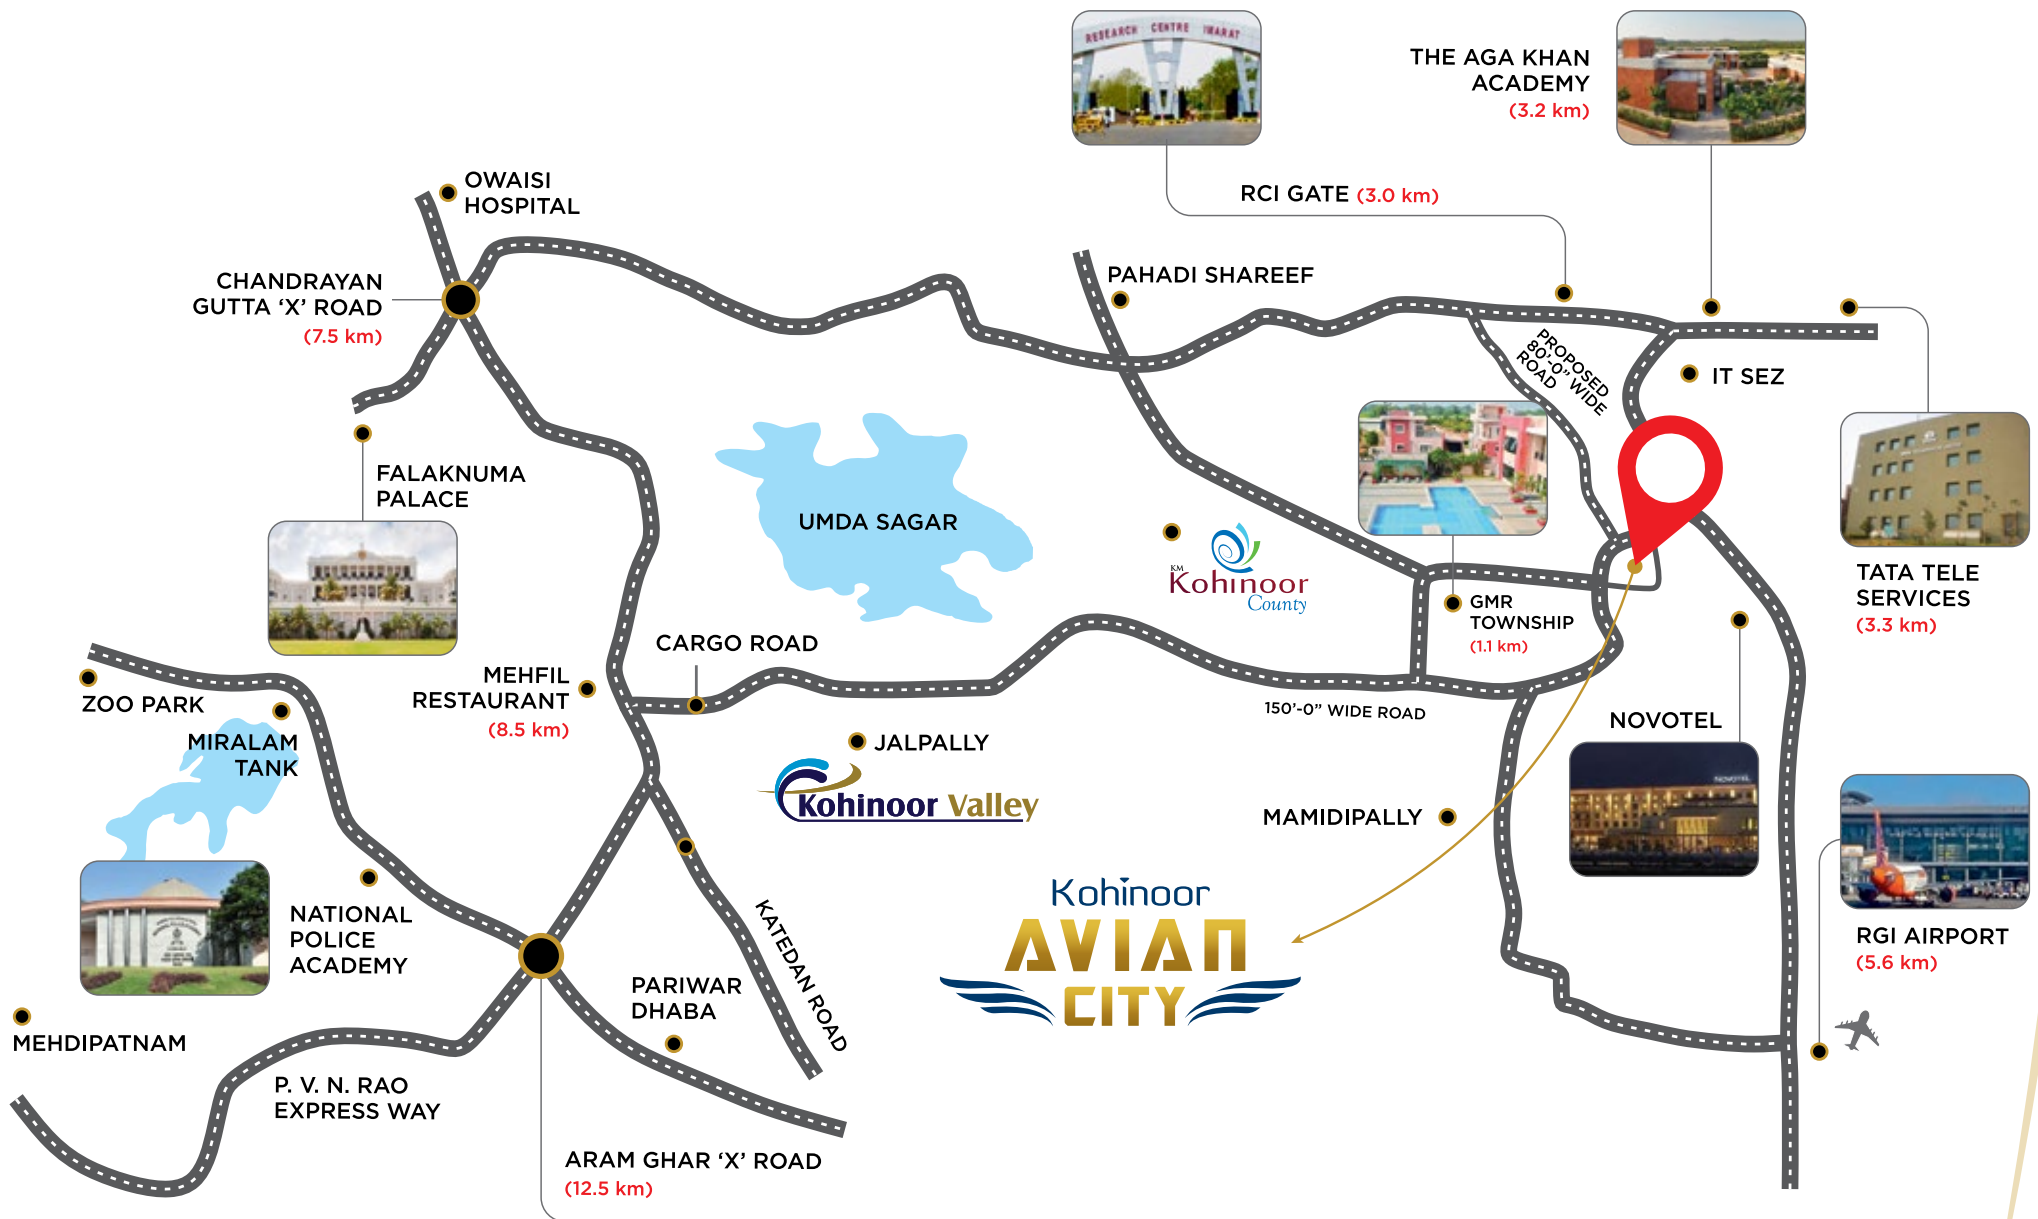 RESEARCH CENTRE IMARAT
THE AGA KHAN
ACADEMY
(3.2 km)
RCI GATE (3.0 km)
OWAISI
HOSPITAL
CHANDRAYAN
GUTTA ‘X’ ROAD
(7.5 km)
PAHADI SHAREEF
PROPOSED
80’-0” WIDE
ROAD
IT SEZ
FALAKNUMA
PALACE
UMDA SAGAR
KM
Kohinoor
County
GMR
TOWNSHIP
(1.1 km)
TATA TELE
SERVICES
(3.3 km)
CARGO ROAD
MEHFIL
RESTAURANT
(8.5 km)
ZOO PARK
MIRALAM
TANK
150’-0” WIDE ROAD
NOVOTEL
NOVOTEL
JALPALLY
Kohinoor Valley
MAMIDIPALLY
Kohinoor
AVIAN
CITY
KATEDAN ROAD
NATIONAL
POLICE
ACADEMY
RGI AIRPORT
(5.6 km)
PARIWAR
DHABA
MEHDIPATNAM
P. V. N. RAO
EXPRESS WAY
ARAM GHAR ‘X’ ROAD
(12.5 km)